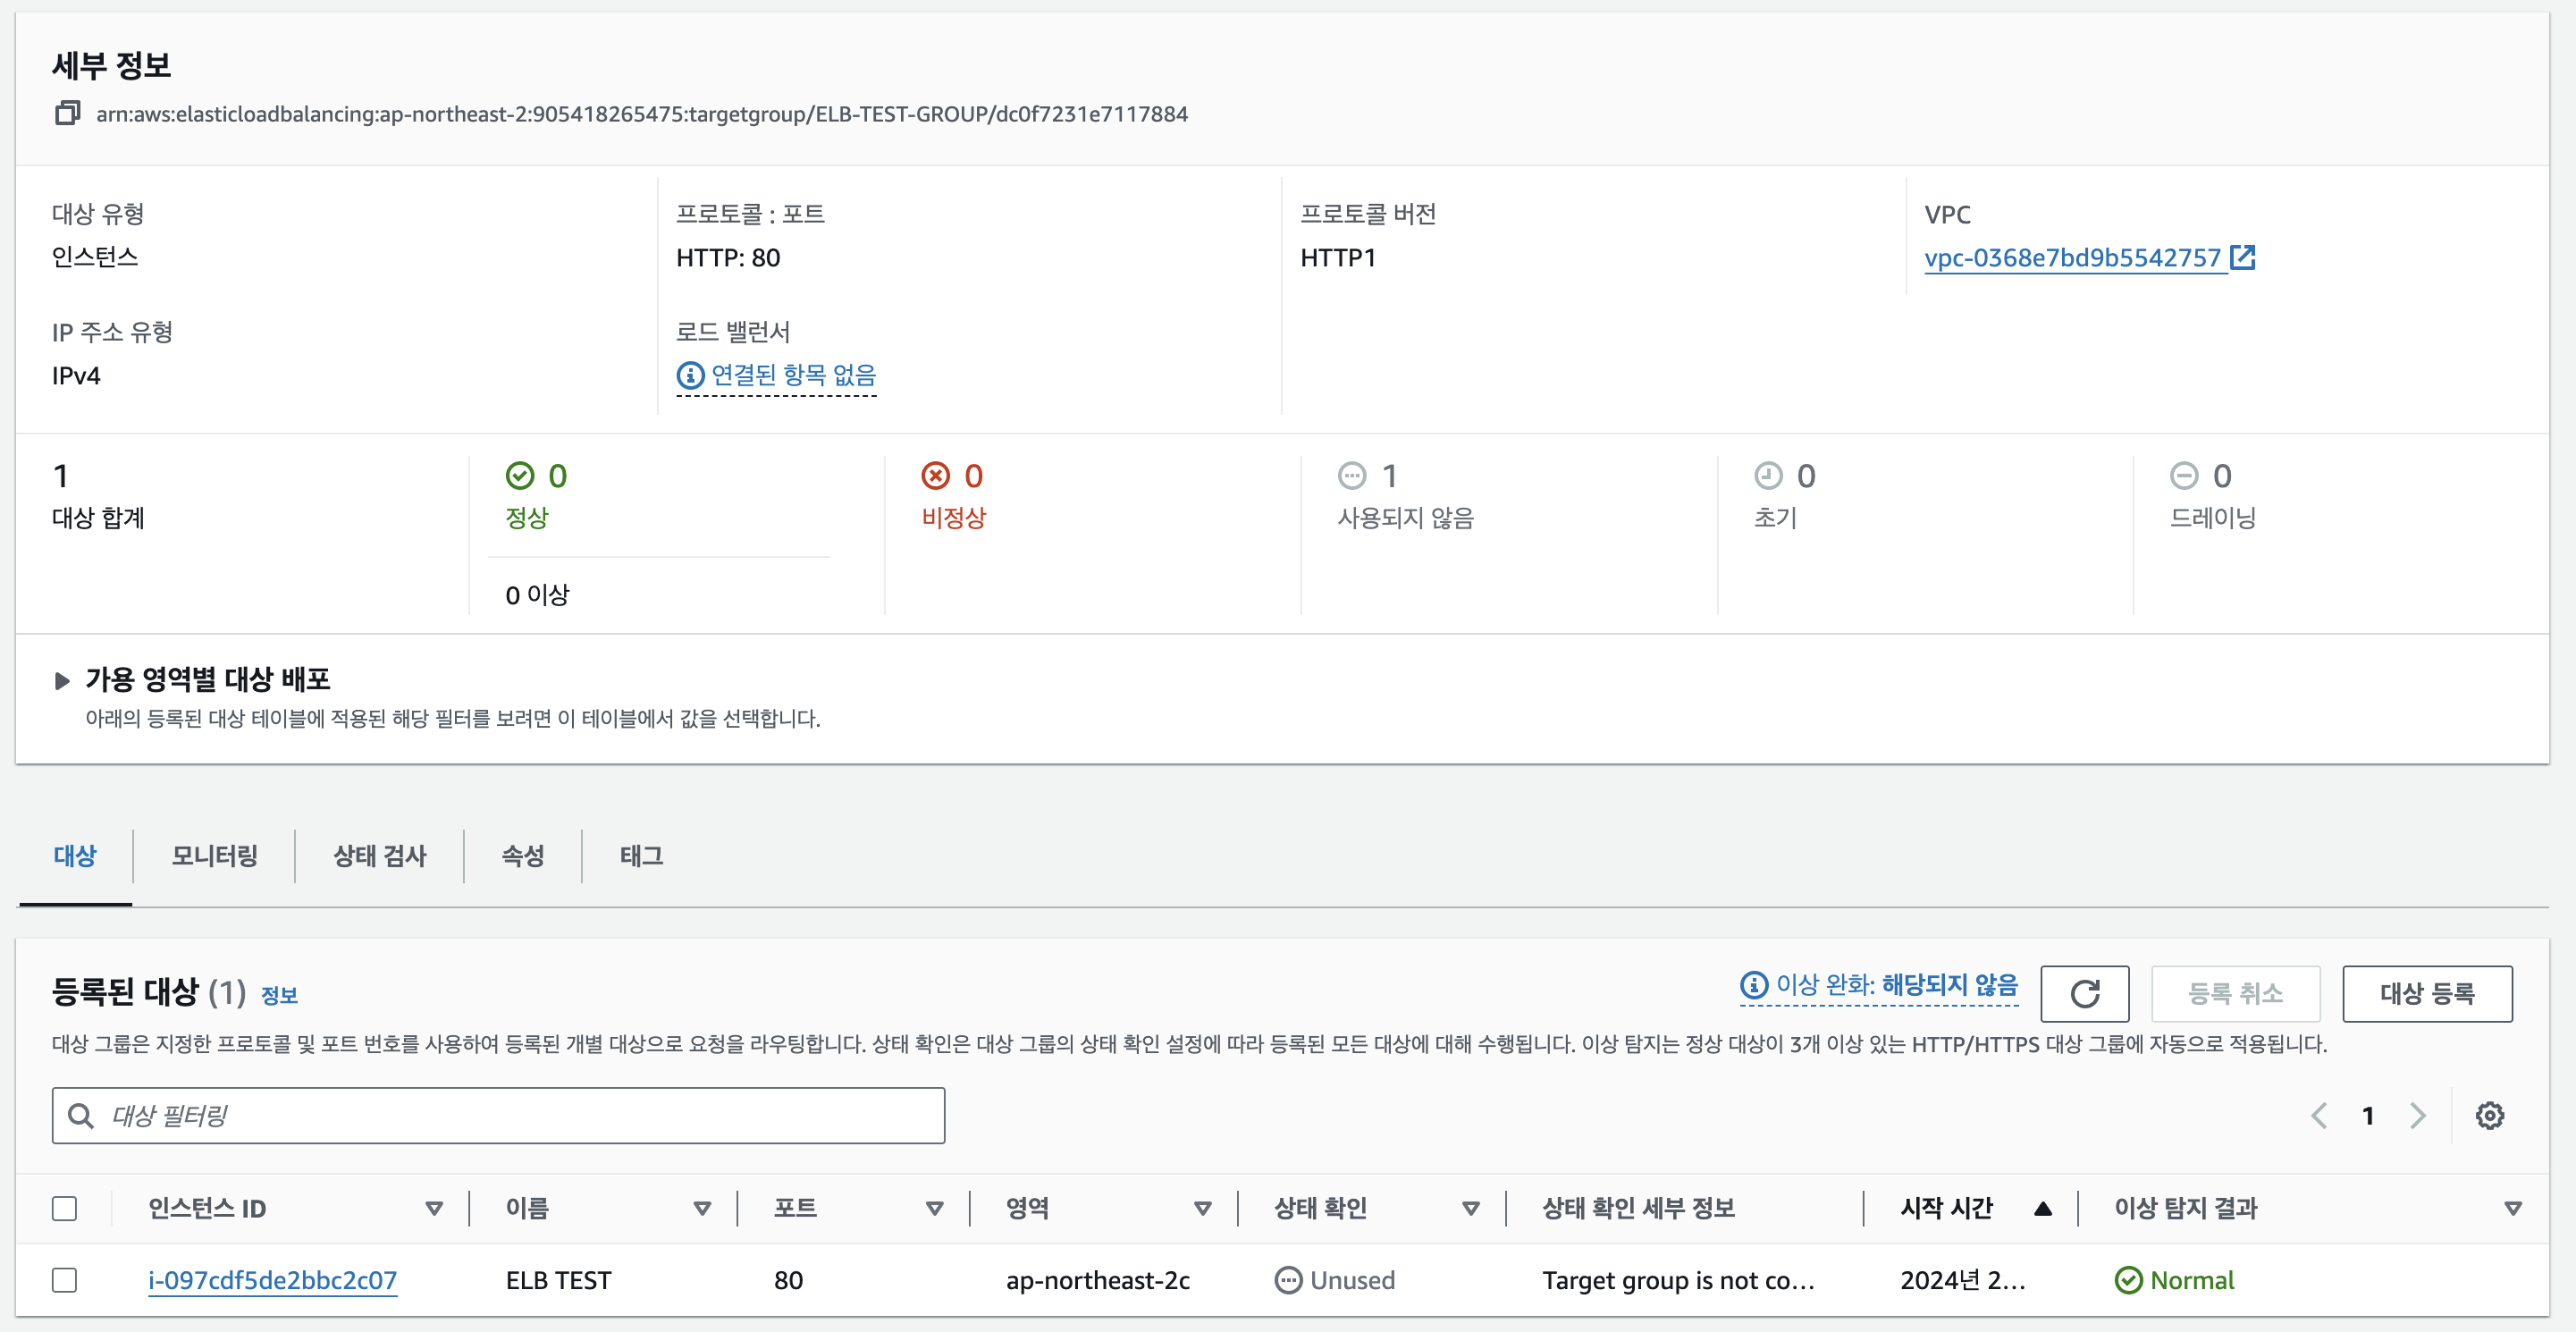 세부 정보
arn:aws:elasticloadbalancing:ap-northeast-2:905418265475:targetgroup/ELB-TEST-GROUP/dc0f7231e7117884
대상 유형
인스턴스
프로토콜 : 포트
HTTP: 80
프로토콜 버전
HTTP1
VPC
vpc-0368e7bd9b5542757
IP 주소 유형
IPv4
로드 밸런서
연결된 항목 없음
1
대상 합계
0
정상
0 이상
0
비정상
1
사용되지 않음
0
초기
0
드레이닝
가용 영역별 대상 배포
아래의 등록된 대상 테이블에 적용된 해당 필터를 보려면 이 테이블에서 값을 선택합니다.
대상 모니터링 상태 검사 속성 태그
등록된 대상 (1) 정보
이상 완화: 해당되지 않음
등록 취소
대상 등록
대상 그룹은 지정한 프로토콜 및 포트 번호를 사용하여 등록된 개별 대상으로 요청을 라우팅합니다. 상태 확인은 대상 그룹의 상태 확인 설정에 따라 등록된 모든 대상에 대해 수행됩니다. 이상 탐지는 정상 대상이 3개 이상 있는 HTTP/HTTPS 대상 그룹에 자동으로 적용됩니다.
대상 필터링
1
인스턴스 ID 이름 포트 영역 상태 확인 상태 확인 세부 정보 시작 시간 이상 탐지 결과
i-097cdf5de2bbc2c07 ELB TEST 80 ap-northeast-2c Unused Target group is not co... 2024년 2... Normal